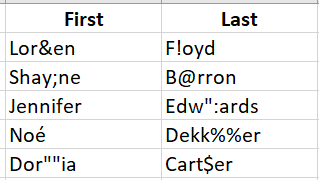 First Last
Lor&en F!oyd
Shay;ne B@rron
Jennifer Edw":ards
Noé Dekk%%er
Dor""ia Cart$er